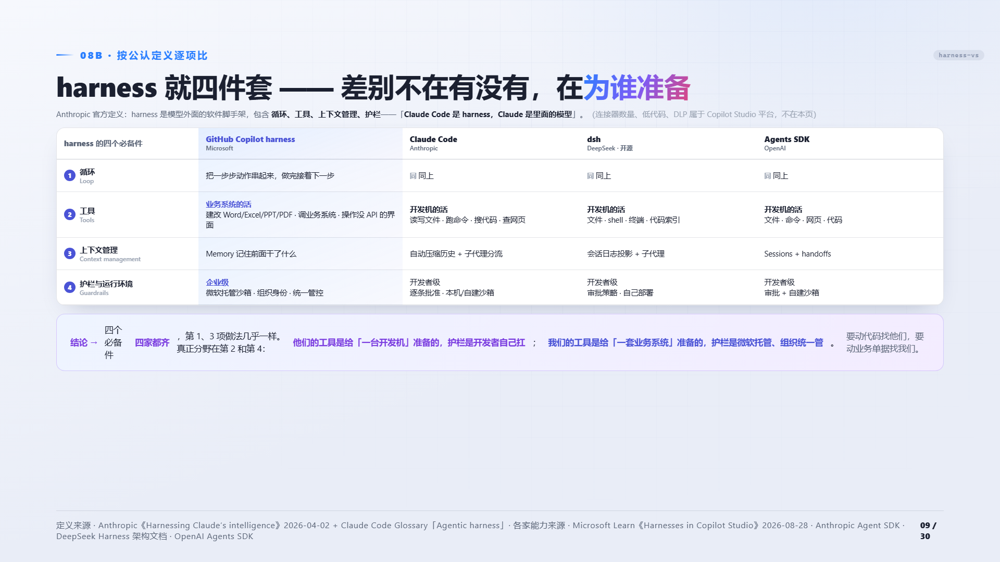 08B · 按公认定义逐项比
harness-vs
harness 就四件套 —— 差别不在有没有，在为谁准备
Anthropic 官方定义：harness 是模型外面的软件脚手架，包含 循环、工具、上下文管理、护栏——「Claude Code 是 harness，Claude 是里面的模型」。（连接器数量、低代码、DLP 属于 Copilot Studio 平台，不在本页）
harness 的四个必备件
GitHub Copilot harness
Microsoft
Claude Code
Anthropic
dsh
DeepSeek · 开源
Agents SDK
OpenAI
1 循环
Loop
把一步步动作串起来，做完接着下一步
同 同上
同 同上
同 同上
2 工具
Tools
业务系统的活
建改 Word/Excel/PPT/PDF · 调业务系统 · 操作没 API 的界
面
开发机的活
读写文件 · 跑命令 · 搜代码 · 查网页
开发机的活
文件 · shell · 终端 · 代码索引
开发机的活
文件 · 命令 · 网页 · 代码
3 上下文管理
Context management
Memory 记住前面干了什么
自动压缩历史 + 子代理分流
会话日志投影 + 子代理
Sessions + handoffs
4 护栏与运行环境
Guardrails
企业级
微软托管沙箱 · 组织身份 · 统一管控
开发者级
逐条批准 · 本机/自建沙箱
开发者级
审批策略 · 自己部署
开发者级
审批 + 自建沙箱
结论 →
四个
必备
件
四家都齐
，第 1、3 项做法几乎一样。
真正分野在第 2 和第 4：
他们的工具是给「一台开发机」准备的，护栏是开发者自己扛
；
我们的工具是给「一套业务系统」准备的，护栏是微软托管、组织统一管
。
要动代码找他们，要
动业务单据找我们。
定义来源 · Anthropic《Harnessing Claude’s intelligence》2026-04-02 + Claude Code Glossary「Agentic harness」· 各家能力来源 · Microsoft Learn《Harnesses in Copilot Studio》2026-08-28 · Anthropic Agent SDK ·
DeepSeek Harness 架构文档 · OpenAI Agents SDK
09 /
30